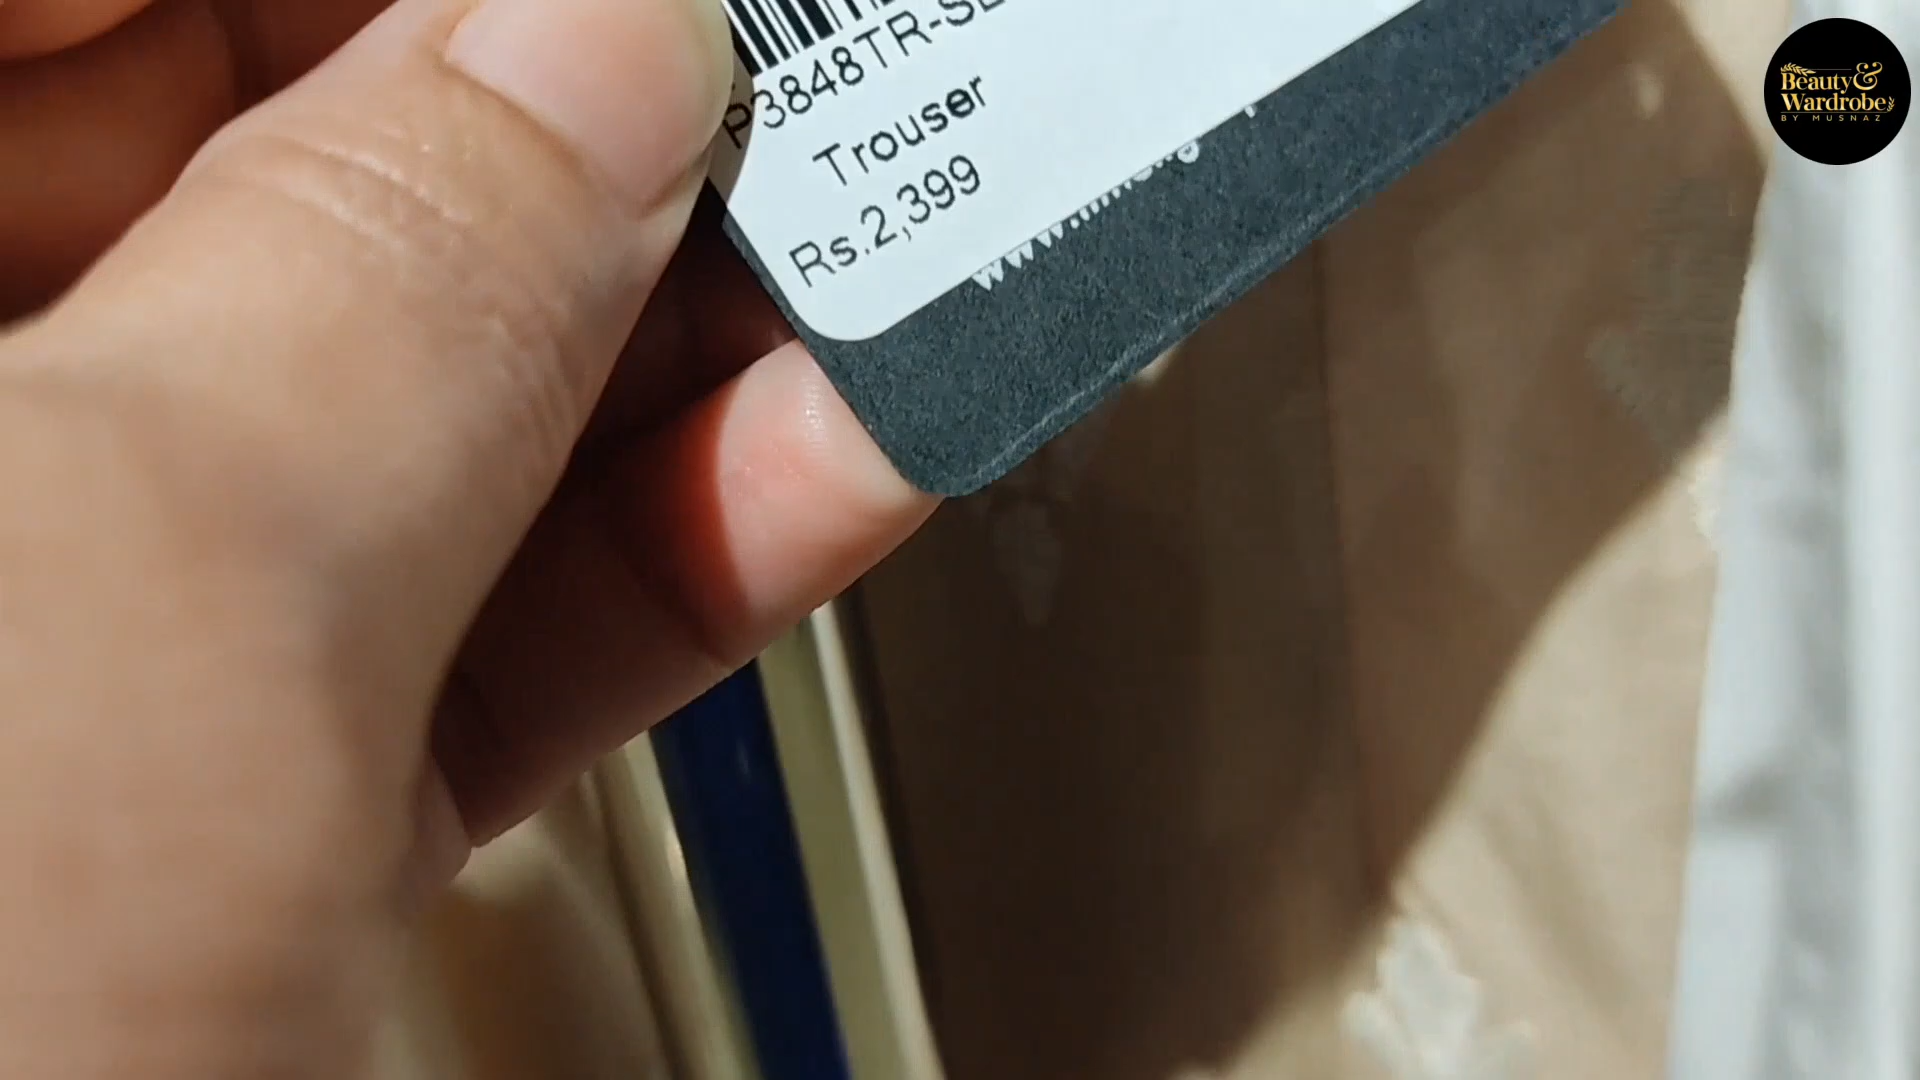 P3848TR-SE
Trouser
Rs.2,399
Beauty&
Wardrobe
BY MUSNAZ